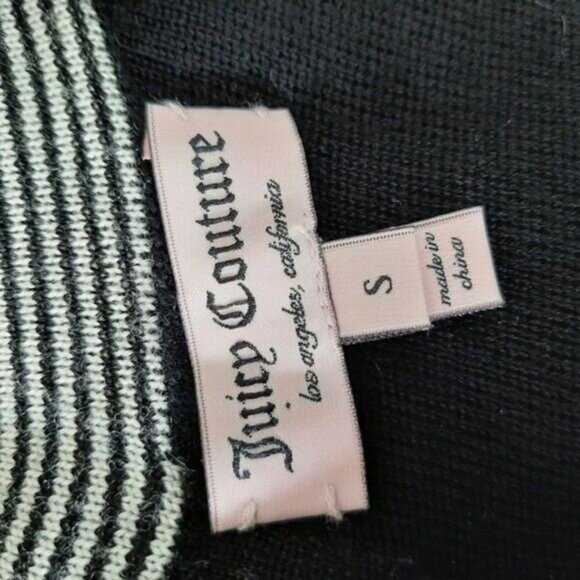 Juicy Couture
los angeles, california
S
made in
china